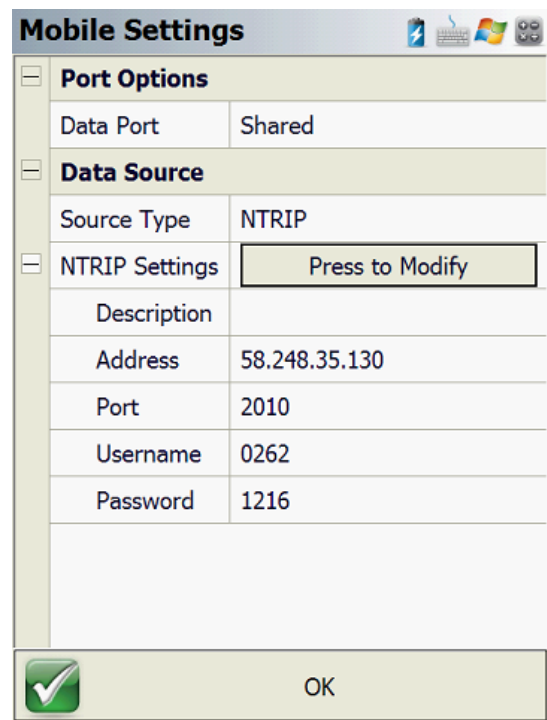 Mobile Settings
Port Options
Data Port Shared
Data Source
Source Type NTRIP
NTRIP Settings Press to Modify
Description
Address 58.248.35.130
Port 2010
Username 0262
Password 1216
OK